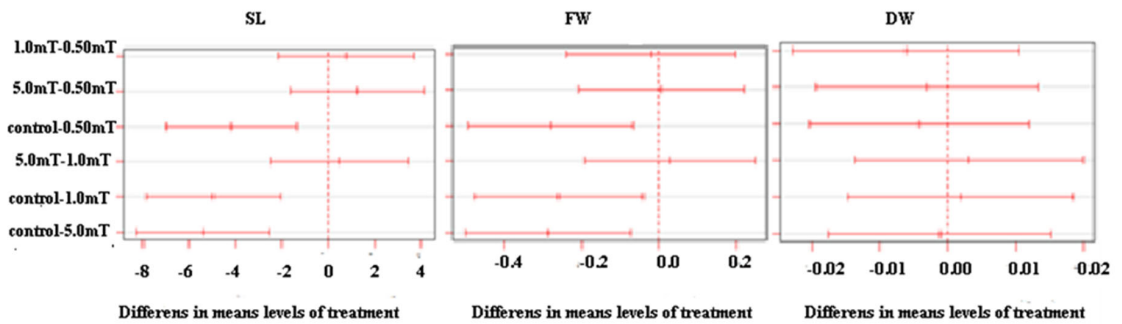 SL FW DW
1.0mT-0.50mT
5.0mT-0.50mT
control-0.50mT
5.0mT-1.0mT
control-1.0mT
control-5.0mT
-8 -6 -4 -2 0 2 4 -0.4 -0.2 0.0 0.2 -0.02 -0.01 0.00 0.01 -0.02
Differens in means levels of treatment Differens in means levels of treatment Differens in means levels of treatment